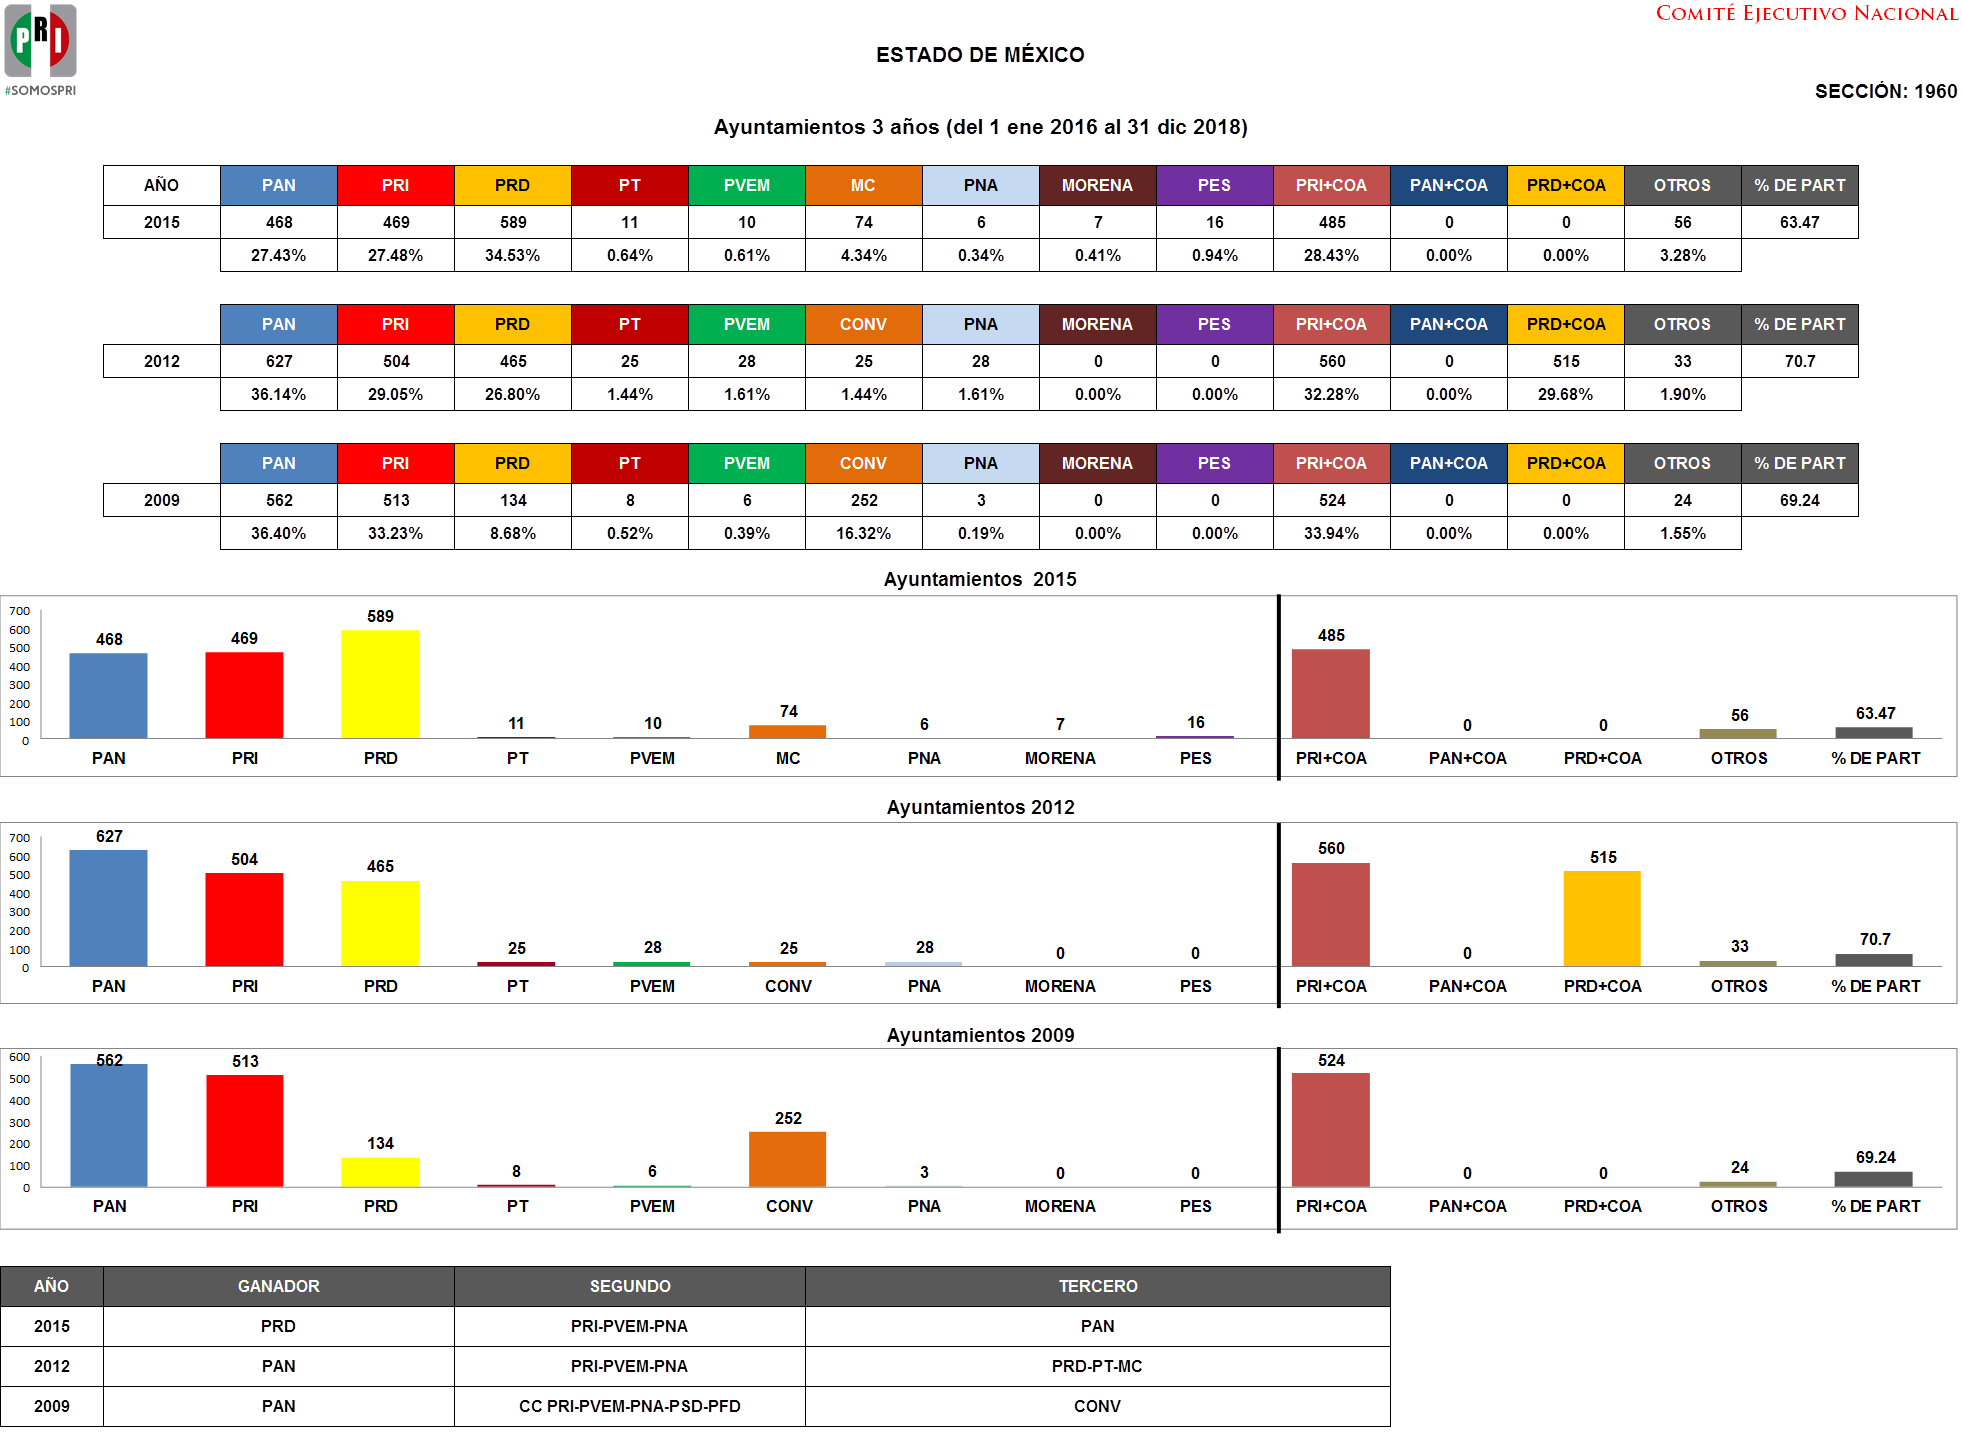 PRI
#SOMOSPRI
COMITÉ EJECUTIVO NACIONAL
ESTADO DE MÉXICO
SECCIÓN: 1960
Ayuntamientos 3 años (del 1 ene 2016 al 31 dic 2018)
AÑO PAN PRI PRD PT PVEM MC PNA MORENA PES PRI+COA PAN+COA PRD+COA OTROS % DE PART
2015 468 469 589 11 10 74 6 7 16 485 0 0 56 63.47
27.43% 27.48% 34.53% 0.64% 0.61% 4.34% 0.34% 0.41% 0.94% 28.43% 0.00% 0.00% 3.28%
PAN PRI PRD PT PVEM CONV PNA MORENA PES PRI+COA PAN+COA PRD+COA OTROS % DE PART
2012 627 504 465 25 28 25 28 0 0 560 0 515 33 70.7
36.14% 29.05% 26.80% 1.44% 1.61% 1.44% 1.61% 0.00% 0.00% 32.28% 0.00% 29.68% 1.90%
PAN PRI PRD PT PVEM CONV PNA MORENA PES PRI+COA PAN+COA PRD+COA OTROS % DE PART
2009 562 513 134 8 6 252 3 0 0 524 0 0 24 69.24
36.40% 33.23% 8.68% 0.52% 0.39% 16.32% 0.19% 0.00% 0.00% 33.94% 0.00% 0.00% 1.55%
Ayuntamientos 2015
700
600
500
400
300
200
100
0
468 469 589 11 10 74 6 7 16 485 0 0 56 63.47
PAN PRI PRD PT PVEM MC PNA MORENA PES PRI+COA PAN+COA PRD+COA OTROS % DE PART
Ayuntamientos 2012
700
600
500
400
300
200
100
0
627 504 465 25 28 25 28 0 0 560 0 515 33 70.7
PAN PRI PRD PT PVEM CONV PNA MORENA PES PRI+COA PAN+COA PRD+COA OTROS % DE PART
Ayuntamientos 2009
600
500
400
300
200
100
0
562 513 134 8 6 252 3 0 0 524 0 0 24 69.24
PAN PRI PRD PT PVEM CONV PNA MORENA PES PRI+COA PAN+COA PRD+COA OTROS % DE PART
AÑO GANADOR SEGUNDO TERCERO
2015 PRD PRI-PVEM-PNA PAN
2012 PAN PRI-PVEM-PNA PRD-PT-MC
2009 PAN CC PRI-PVEM-PNA-PSD-PFD CONV